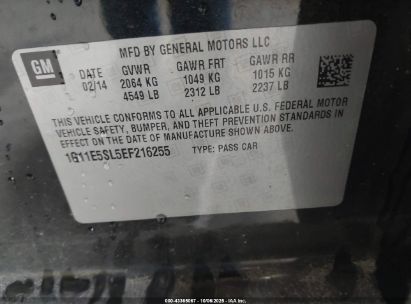 MFD BY GENERAL MOTORS LLC
GM
DATE GVWR GAWR FRT GAWR RR
02/14 2064 KG 1049 KG 1015 KG
4549 LB 2312 LB 2237 LB
THIS VEHICLE CONFORMS TO ALL APPLICABLE U.S. FEDERAL MOTOR
VEHICLE SAFETY, BUMPER, AND THEFT PREVENTION STANDARDS IN
EFFECT ON THE DATE OF MANUFACTURE SHOWN ABOVE.
1G11E5SL5EF216255 TYPE: PASS CAR